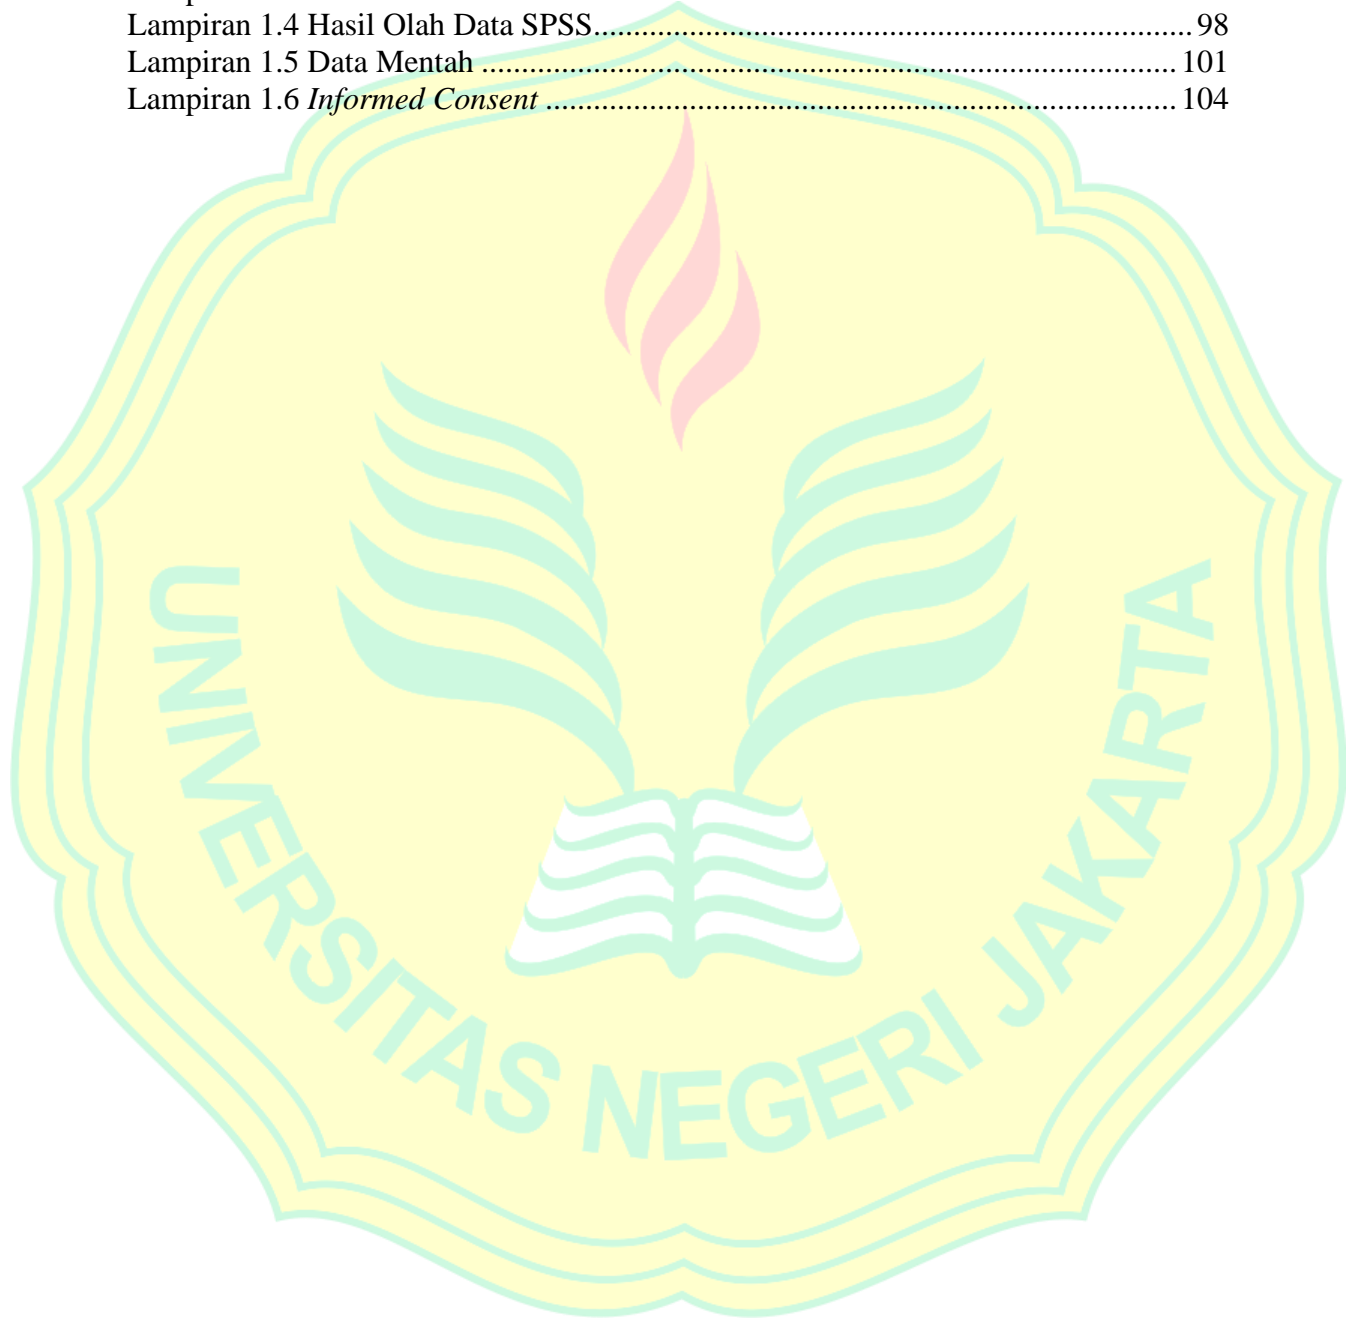 Lampiran 1.4 Hasil Olah Data SPSS.......................................................................... 98
Lampiran 1.5 Data Mentah ...................................................................................... 101
Lampiran 1.6 Informed Consent .............................................................................. 104
UNIVERSITAS NEGERI JAKARTA